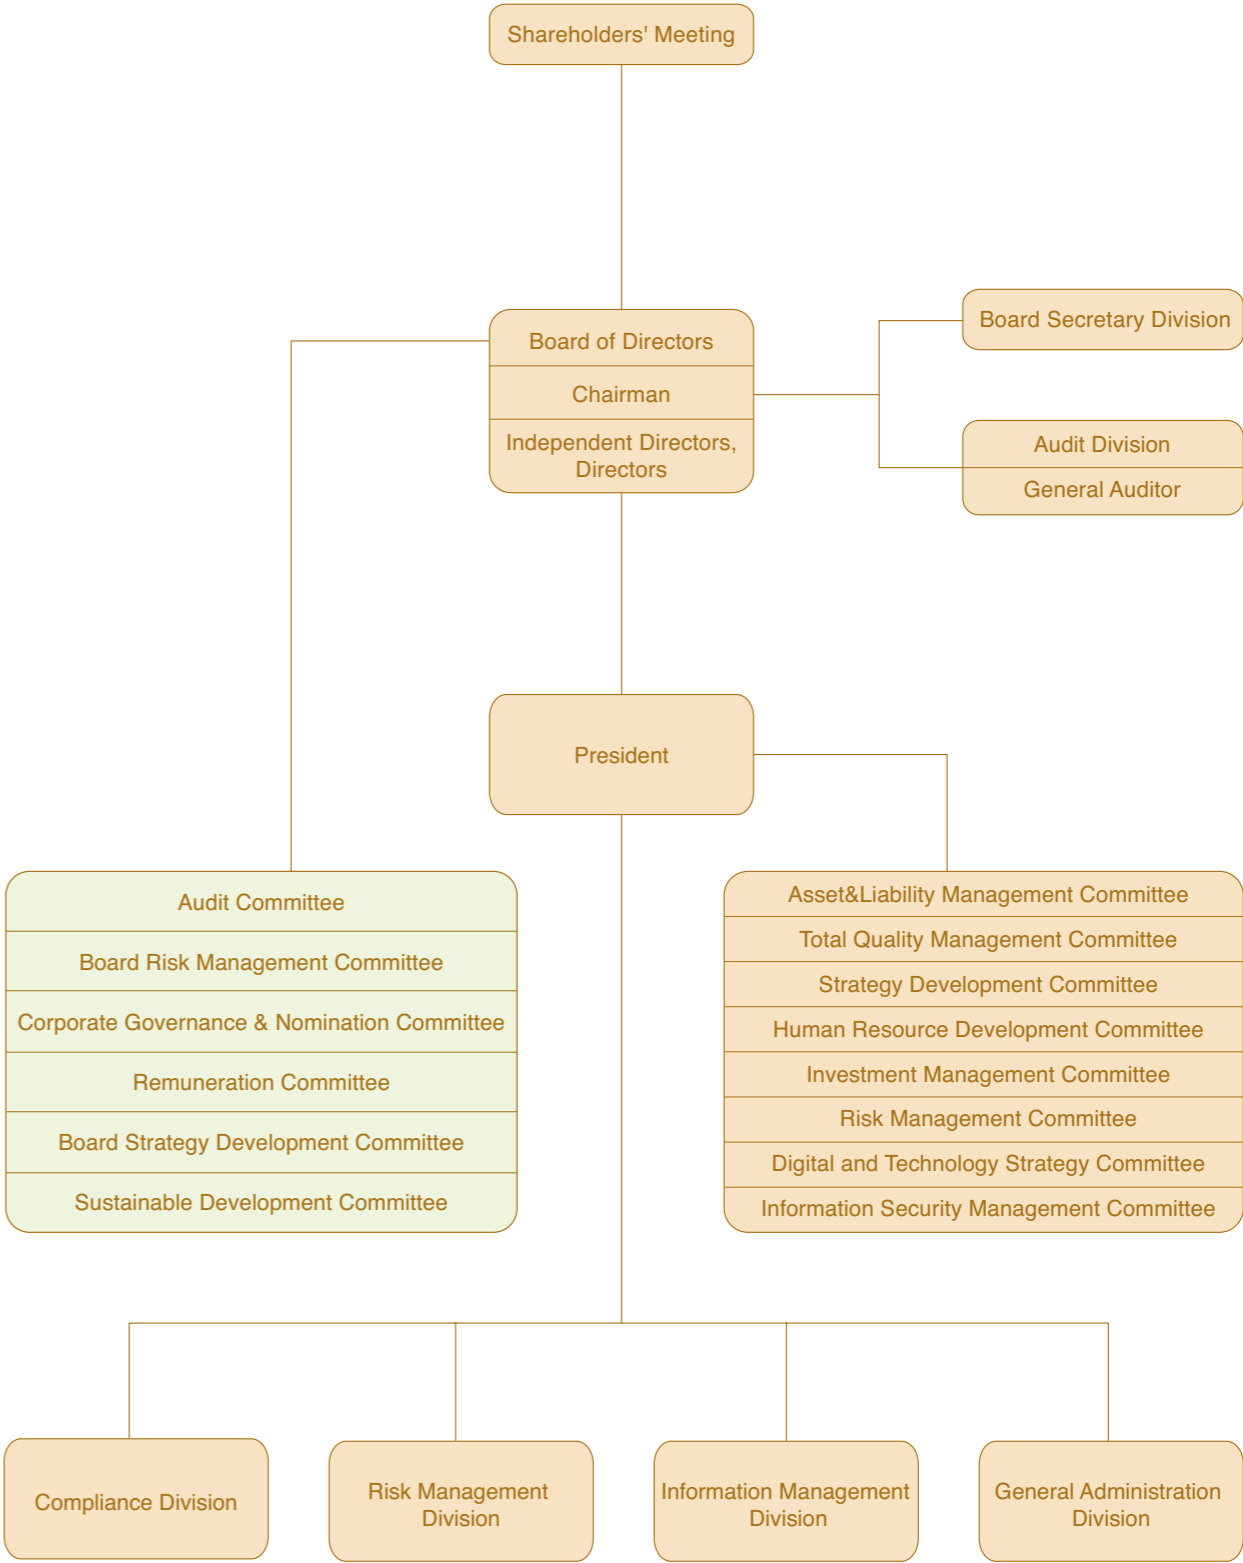 Shareholders' Meeting
Board of Directors
Chairman
Independent Directors,
Directors
Board Secretary Division
Audit Division
General Auditor
President
Audit Committee
Board Risk Management Committee
Corporate Governance & Nomination Committee
Remuneration Committee
Board Strategy Development Committee
Sustainable Development Committee
Asset&Liability Management Committee
Total Quality Management Committee
Strategy Development Committee
Human Resource Development Committee
Investment Management Committee
Risk Management Committee
Digital and Technology Strategy Committee
Information Security Management Committee
Compliance Division
Risk Management
Division
Information Management
Division
General Administration
Division